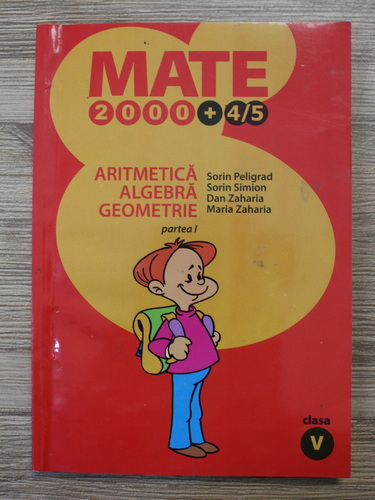 MATE
2000+4/5
ARITMETICĂ
ALGEBRĂ
GEOMETRIE
partea I
Sorin Peligrad
Sorin Simion
Dan Zaharia
Maria Zaharia
clasa
V